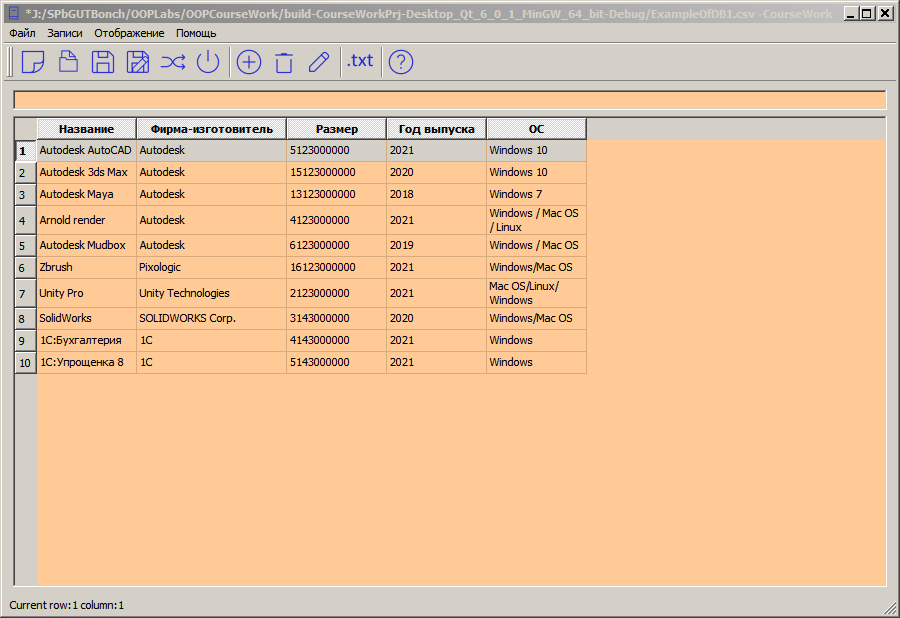 *J:/SPbGUTBonch/OOPLabs/OOPCourseWork/build-CourseWorkPrj-Desktop_Qt_6_0_1_MinGW_64_bit-Debug/ExampleOfDB1.csv -CourseWork
Файл Записи Отображение Помощь
.txt ?
Название Фирма-изготовитель Размер Год выпуска ОС
1 Autodesk AutoCAD Autodesk 5123000000 2021 Windows 10
2 Autodesk 3ds Max Autodesk 15123000000 2020 Windows 10
3 Autodesk Maya Autodesk 13123000000 2018 Windows 7
4 Arnold render Autodesk 4123000000 2021 Windows / Mac OS
/ Linux
5 Autodesk Mudbox Autodesk 6123000000 2019 Windows / Mac OS
6 Zbrush Pixologic 16123000000 2021 Windows/Mac OS
7 Unity Pro Unity Technologies 2123000000 2021 Mac OS/Linux/
Windows
8 SolidWorks SOLIDWORKS Corp. 3143000000 2020 Windows/Mac OS
9 1С:Бухгалтерия 1С 4143000000 2021 Windows
10 1С:Упрощенка 8 1С 5143000000 2021 Windows
Current row:1 column:1